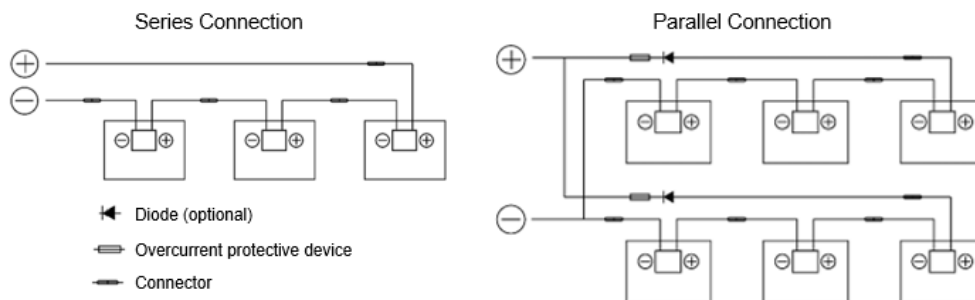 Series Connection
Parallel Connection
Diode (optional)
Overcurrent protective device
Connector